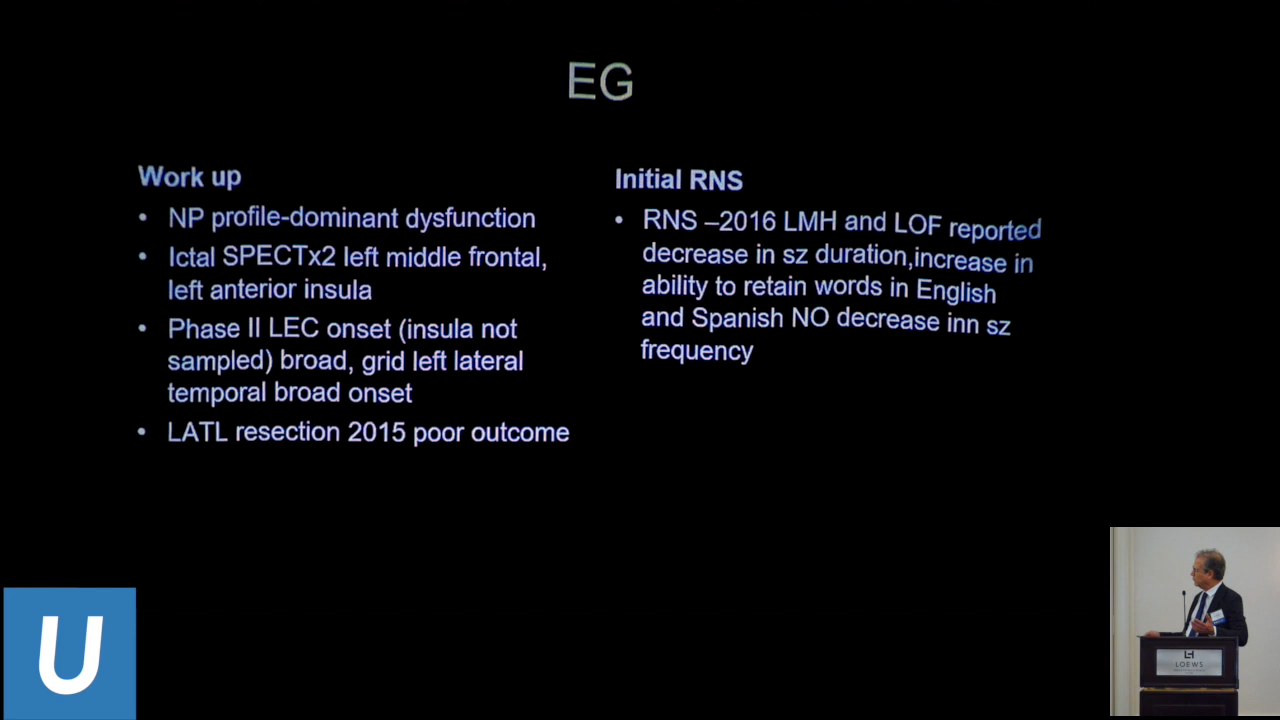 EG
Work up
• NP profile-dominant dysfunction
• Ictal SPECTx2 left middle frontal,
left anterior insula
• Phase II LEC onset (insula not
sampled) broad, grid left lateral
temporal broad onset
• LATL resection 2015 poor outcome
Initial RNS
• RNS –2016 LMH and LOF reported
decrease in sz duration,increase in
ability to retain words in English
and Spanish NO decrease inn sz
frequency
U
LOEWS